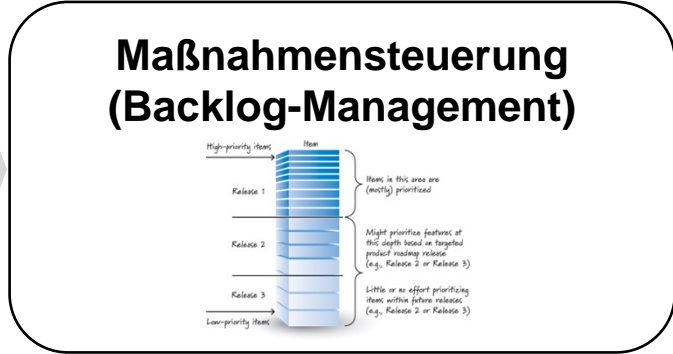 Maßnahmensteuerung
(Backlog-Management)
High-priority items
Item
Release 1
Items in this area are
(mostly) prioritized
Release 2
Might prioritize features at
this depth based on targeted
product roadmap release
(e.g., Release 2 or Release 3)
Release 3
Little or no effort prioritizing
items within future releases
(e.g., Release 2 or Release 3)
Low-priority items